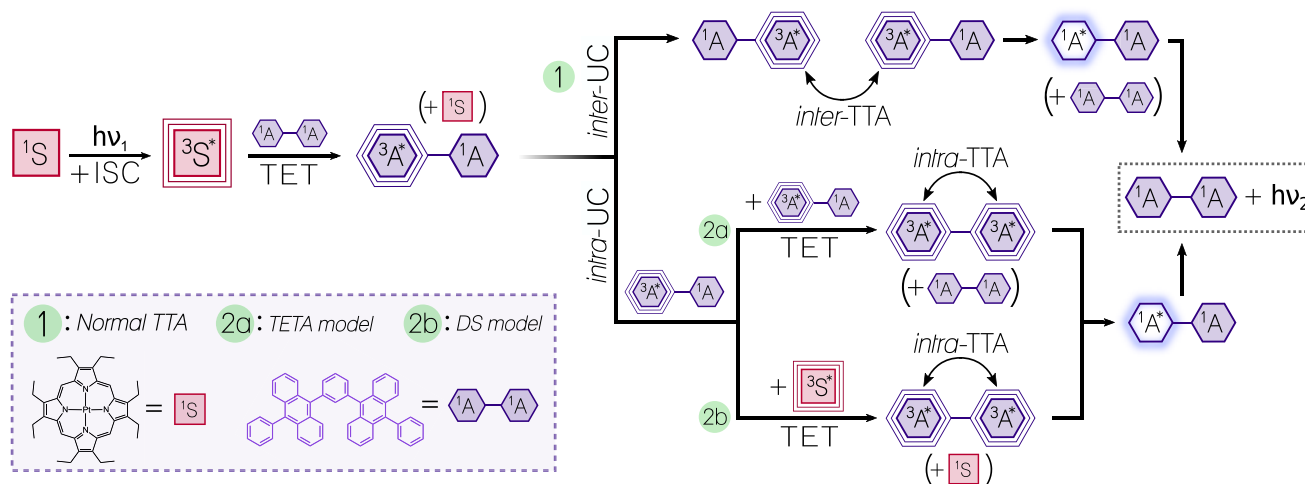 ¹S
hν₁
+ISC
³S*
¹A ¹A
TET
(+ ¹S)
³A* ¹A
1
inter-UC
intra-UC
¹A ³A* ³A* ¹A
inter-TTA
¹A* ¹A
(+ ¹A ¹A)
³A* ¹A
2a
+ ³A* ¹A
TET
intra-TTA
³A* ³A*
(+ ¹A ¹A)
2b
+ ³S*
TET
intra-TTA
³A* ³A*
(+ ¹S)
¹A* ¹A
¹A ¹A + hν₂
1: Normal TTA 2a: TETA model 2b: DS model
N
N Pt N
N
= ¹S
= ¹A ¹A